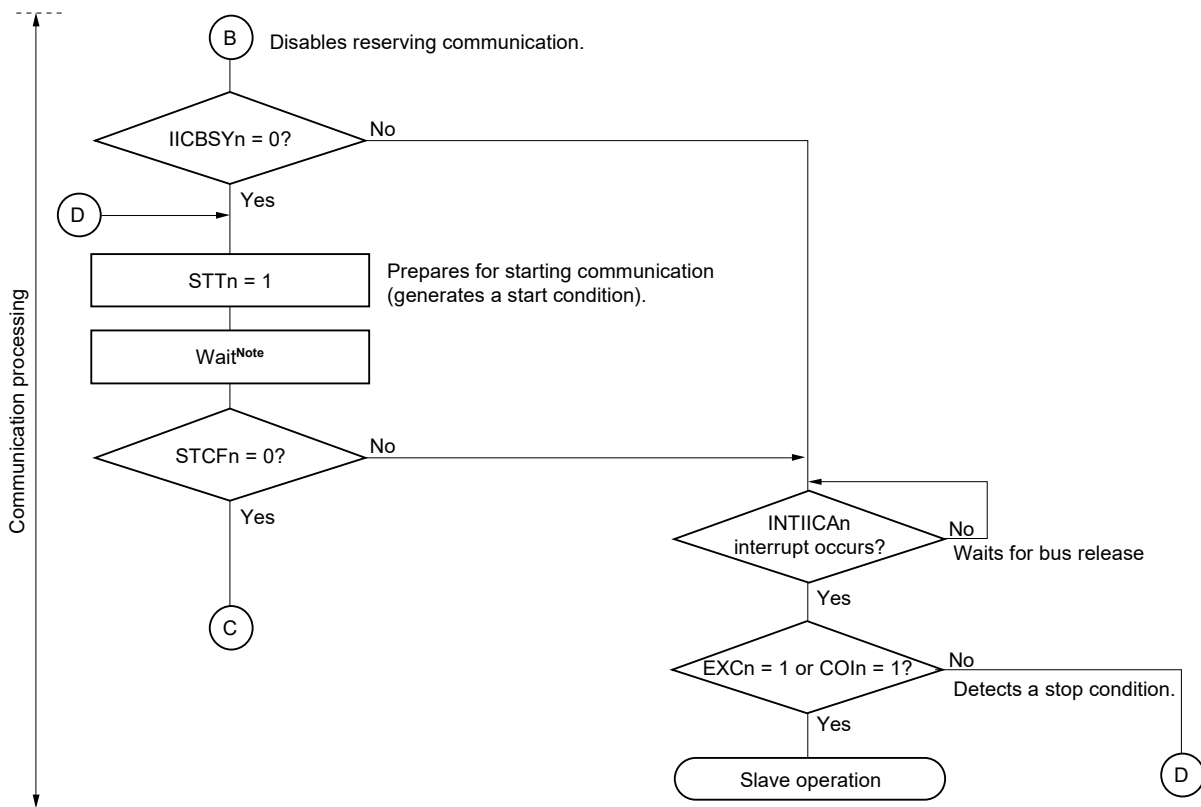 B
Disables reserving communication.
IICBSYn = 0?
No
Yes
D
STTn = 1
Prepares for starting communication
(generates a start condition).
WaitNote
STCFn = 0?
No
Yes
INTIICAn
interrupt occurs?
No
Waits for bus release
Yes
C
EXCn = 1 or COIn = 1?
No
Detects a stop condition.
Yes
Slave operation
D
Communication processing